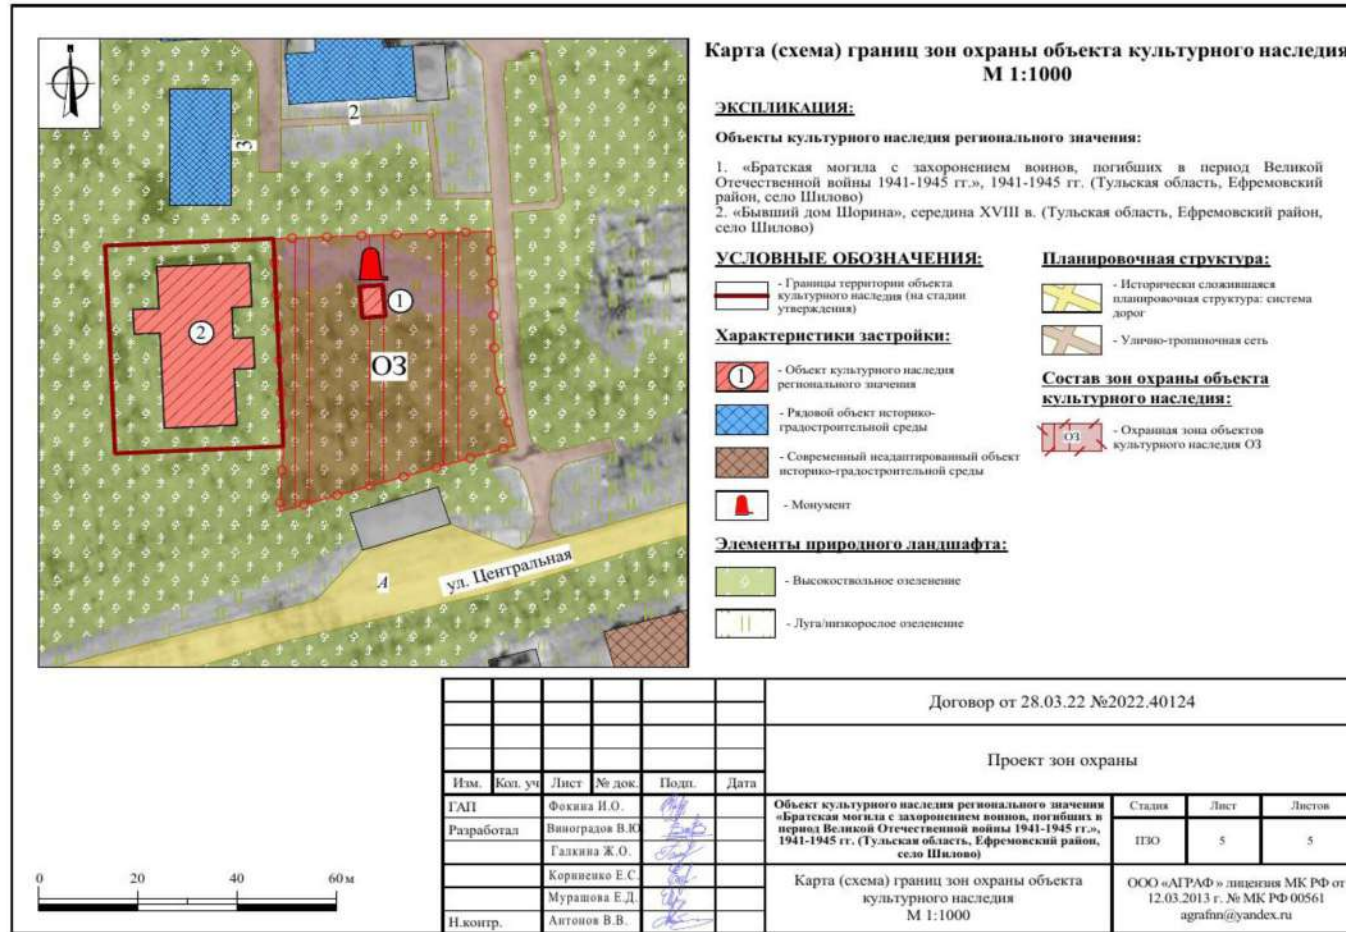 Карта (схема) границ зон охраны объекта культурного наследия
М 1:1000
ЭКСПЛИКАЦИЯ:
Объекты культурного наследия регионального значения:
1. «Братская могила с захоронением воинов, погибших в период Великой
Отечественной войны 1941-1945 гг.», 1941-1945 гг. (Тульская область, Ефремовский
район, село Шилово)
2. «Бывший дом Шорина», середина XVIII в. (Тульская область, Ефремовский район,
село Шилово)
УСЛОВНЫЕ ОБОЗНАЧЕНИЯ:
- Границы территории объекта
культурного наследия (на стадии
утверждения)
Характеристики застройки:
1
- Объект культурного наследия
регионального значения
- Рядовой объект историко-
градостроительной среды
- Современный неадаптированный объект
историко-градостроительной среды
- Монумент
Элементы природного ландшафта:
- Высокоствольное озеленение
- Луга/низкорослое озеленение
Планировочная структура:
- Исторически сложившаяся
планировочная структура: система
дорог
- Улично-тропиночная сеть
Состав зон охраны объекта
культурного наследия:
ОЗ
- Охранная зона объектов
культурного наследия ОЗ
2
3
1
2
ОЗ
А
ул. Центральная
0 20 40 60 м
Договор от 28.03.22 №2022.40124
Проект зон охраны
Изм. Кол. уч Лист № док. Подп. Дата
ГАП Фокина И.О.
Разработал Виноградов В.Ю
Галкина Ж.О.
Корниенко Е.С.
Мурашова Е.Д.
Н.контр. Антонов В.В.
Объект культурного наследия регионального значения
«Братская могила с захоронением воинов, погибших в
период Великой Отечественной войны 1941-1945 гг.»,
1941-1945 гг. (Тульская область, Ефремовский район,
село Шилово)
Стадия Лист Листов
ПЗО 5 5
Карта (схема) границ зон охраны объекта
культурного наследия
М 1:1000
ООО «АГРАФ» лицензия МК РФ от
12.03.2013 г. № МК РФ 00561
agrafnn@yandex.ru